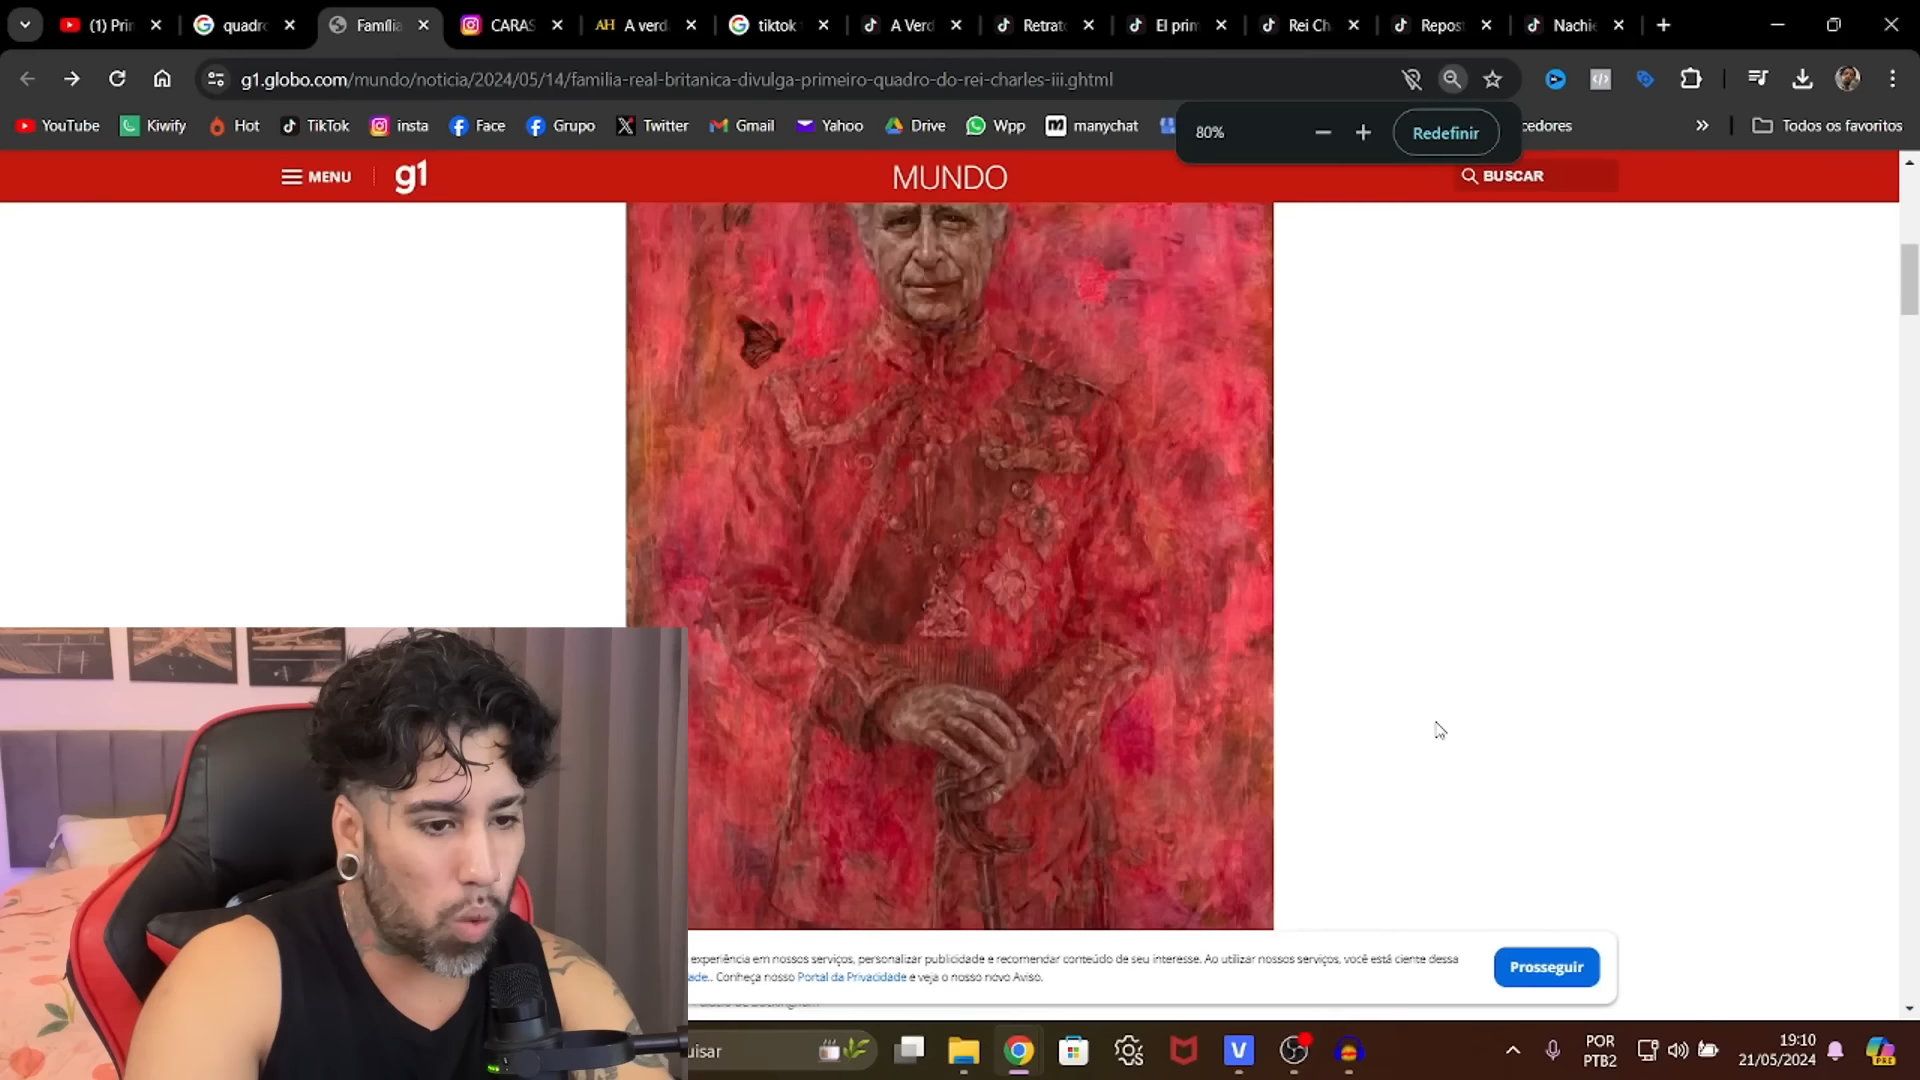 (1) Pri
quadr
Famíli
CARAS
AH A verd
tiktok
A Verd
Retrat
El prim
Rei Ch
Repos
Nachi
g1.globo.com/mundo/noticia/2024/05/14/familia-real-britanica-divulga-primeiro-quadro-do-rei-charles-iii.ghtml
YouTube
Kiwify
Hot
TikTok
insta
Face
Grupo
Twitter
Gmail
Yahoo
Drive
Wpp
manychat
cedores
Todos os favoritos
80%
Redefinir
MENU
g1
MUNDO
BUSCAR
experiência em nossos serviços, personalizar publicidade e recomendar conteúdo de seu interesse. Ao utilizar nossos serviços, você está ciente dessa
ade.. Conheça nosso Portal da Privacidade e veja o nosso novo Aviso.
Prosseguir
uisar
POR
PTB2
19:10
21/05/2024